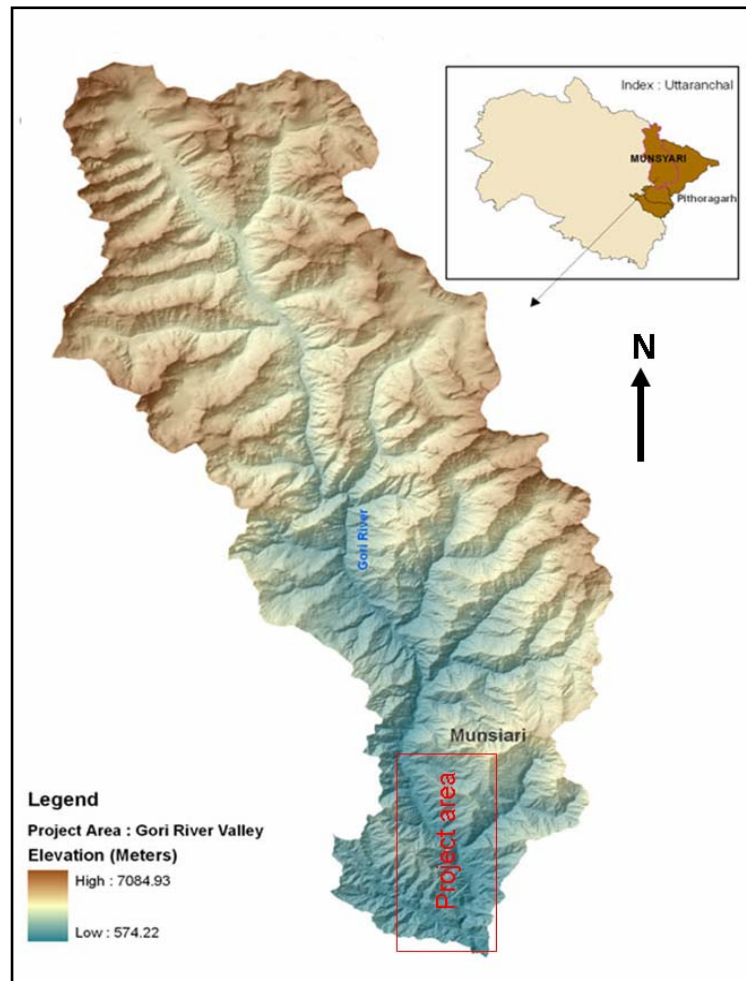 Index : Uttaranchal
MUNSYARI
Pithoragarh
N
Gori River
Munsiari
Project area
Legend
Project Area : Gori River Valley
Elevation (Meters)
High : 7084.93
Low : 574.22